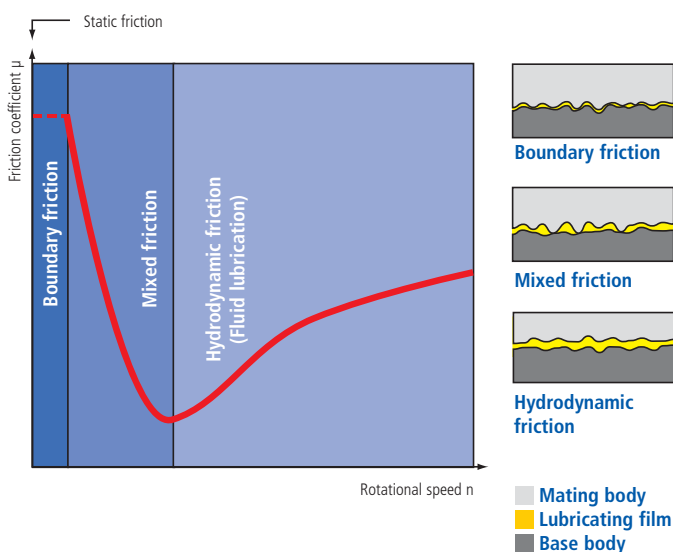 Static friction
Friction coefficient µ
Boundary friction
Mixed friction
Hydrodynamic friction
(Fluid lubrication)
Rotational speed n
Boundary friction
Mixed friction
Hydrodynamic
friction
Mating body
Lubricating film
Base body